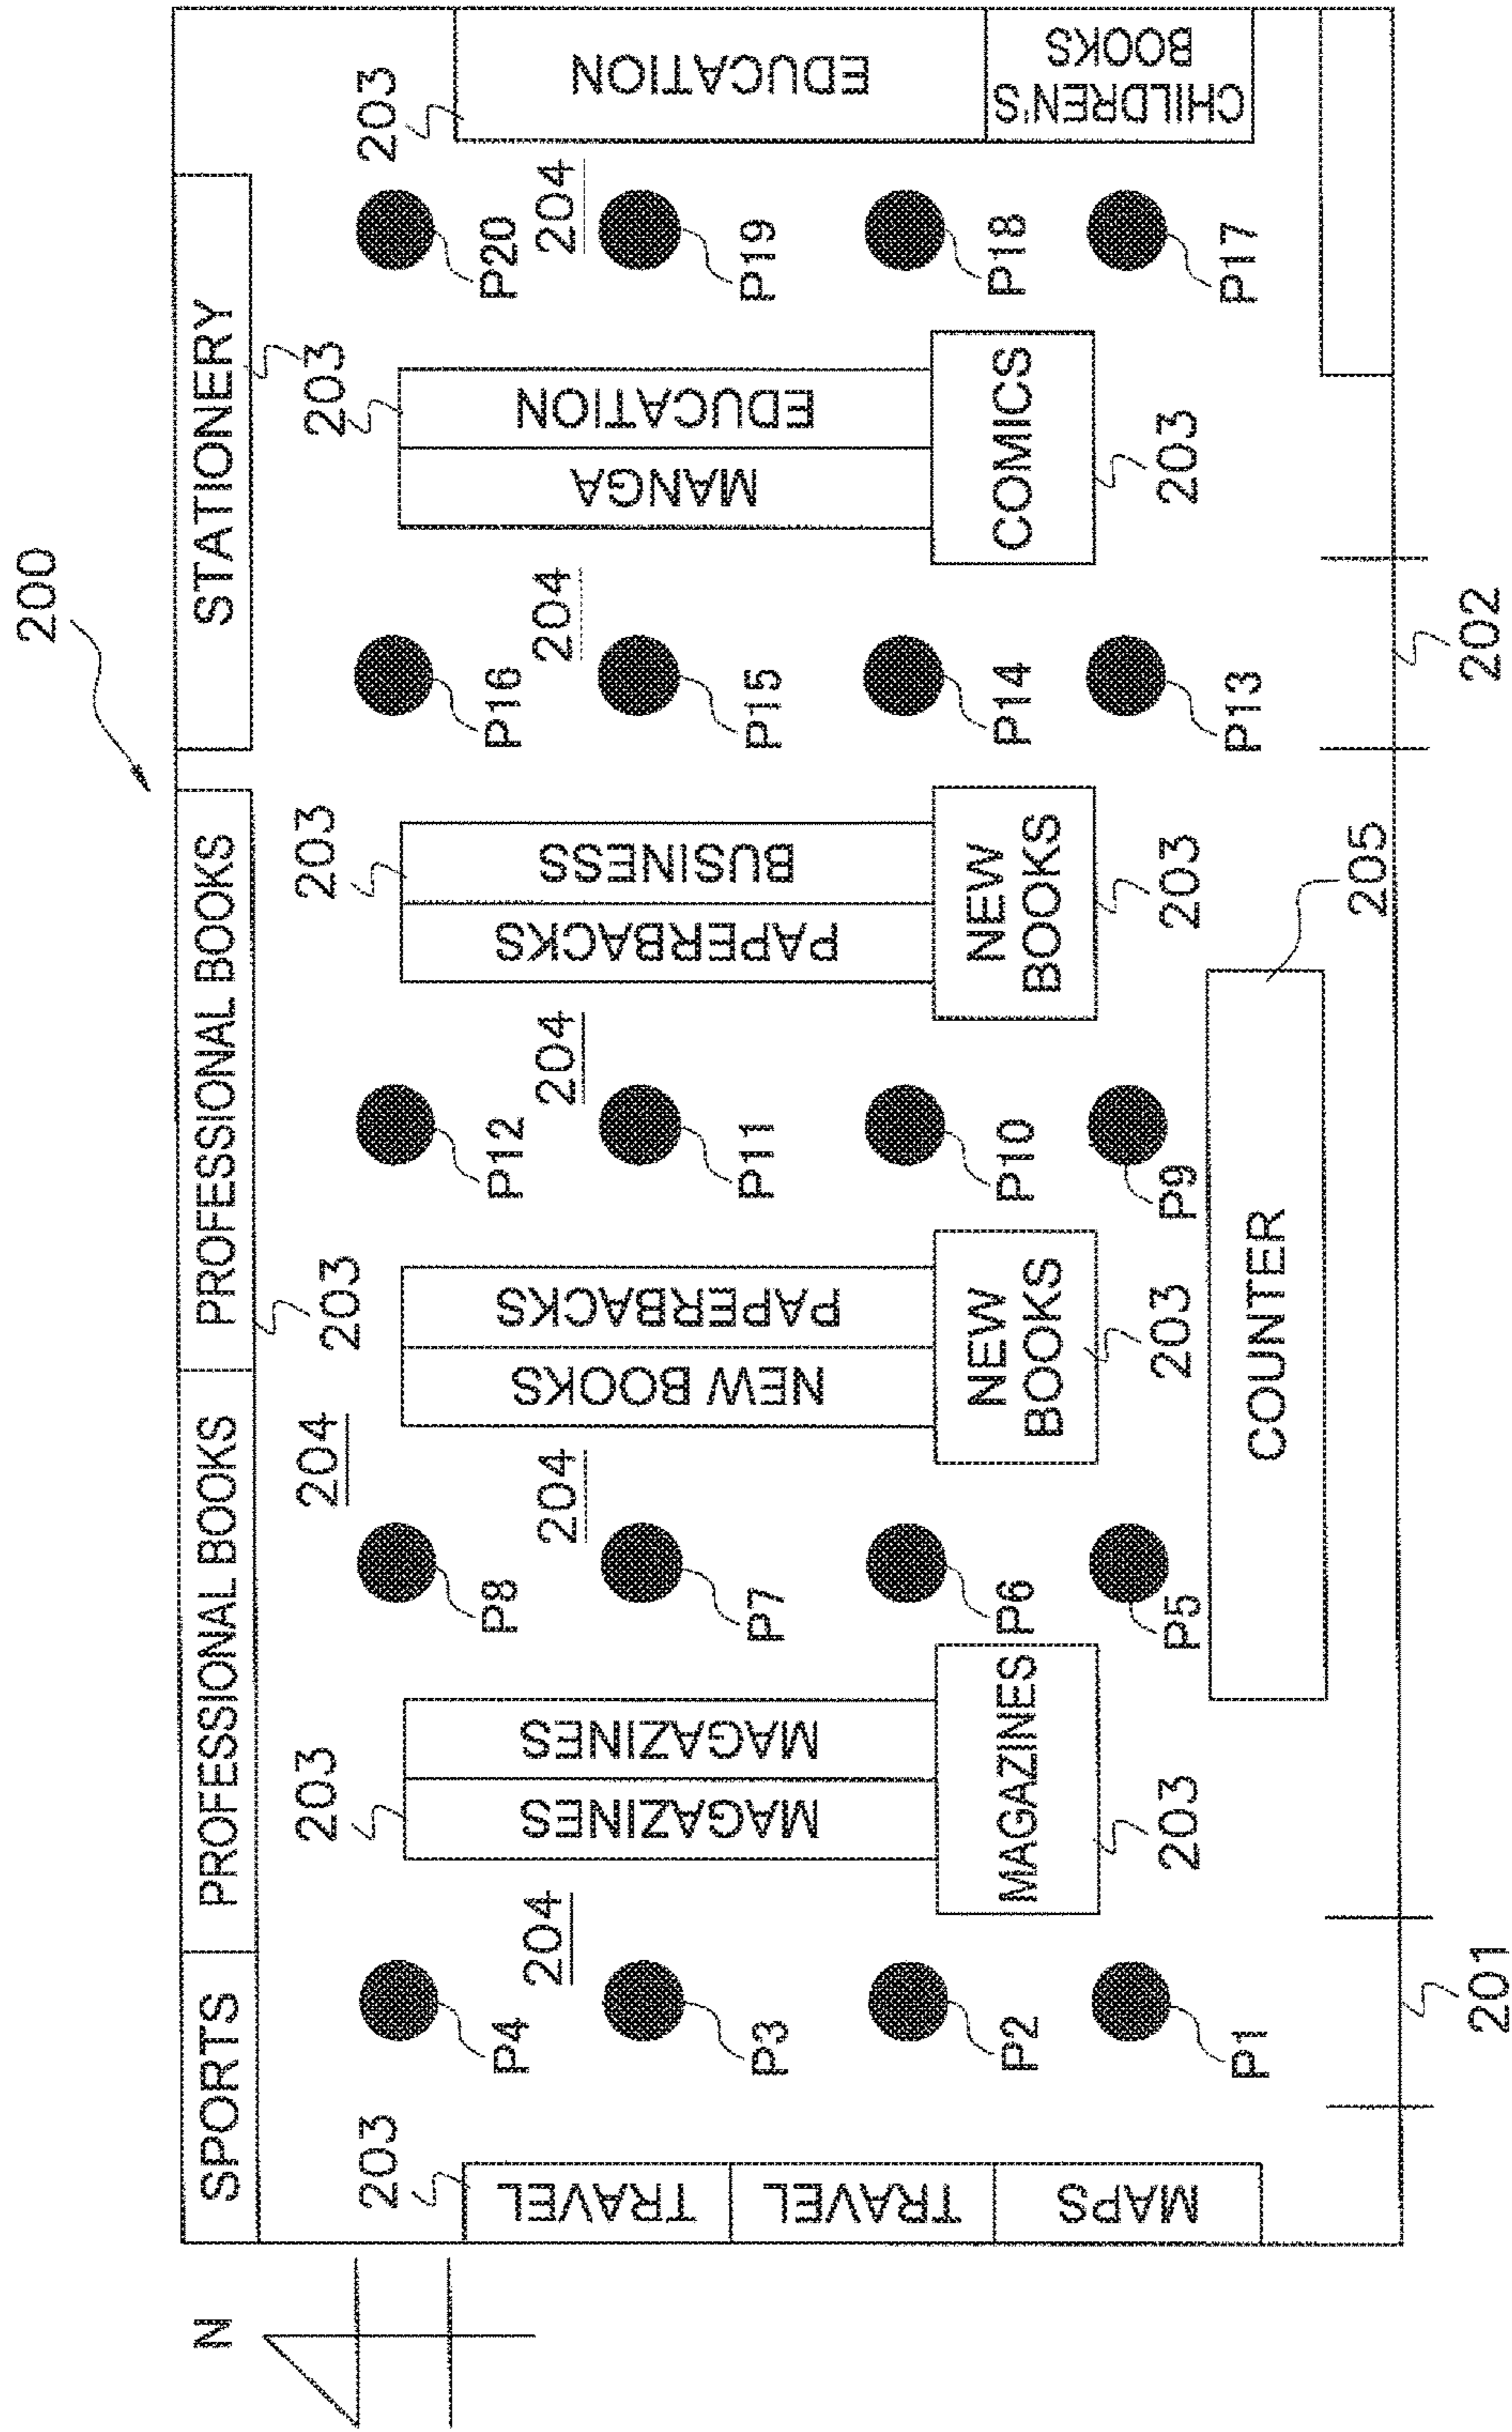 200
N
SPORTS
PROFESSIONAL BOOKS
PROFESSIONAL BOOKS
STATIONERY
203
204
203
203
203
203
203
P4
P8
P12
P16
P20
204
204
204
204
204
TRAVEL
MAGAZINES
MAGAZINES
NEW BOOKS
PAPERBACKS
PAPERBACKS
BUSINESS
MANGA
EDUCATION
EDUCATION
P3
P7
P11
P15
P19
TRAVEL
MAGAZINES
NEW
BOOKS
NEW
BOOKS
COMICS
P2
P6
P10
P14
P18
MAPS
CHILDREN'S
BOOKS
203
203
203
203
P1
P5
P9
P13
P17
COUNTER
205
201
202